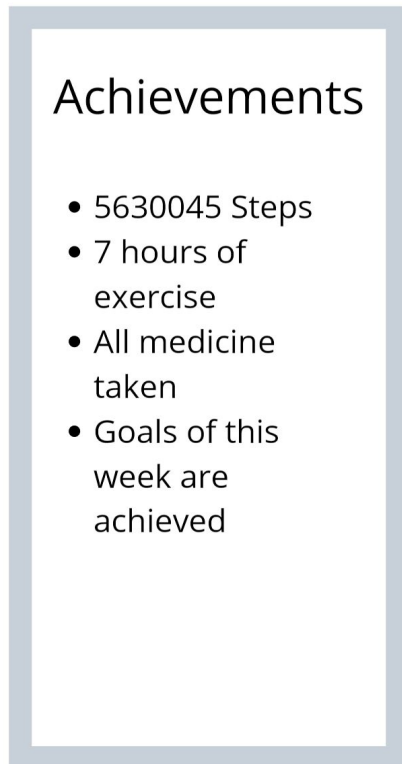 Achievements
• 5630045 Steps
• 7 hours of
exercise
• All medicine
taken
• Goals of this
week are
achieved